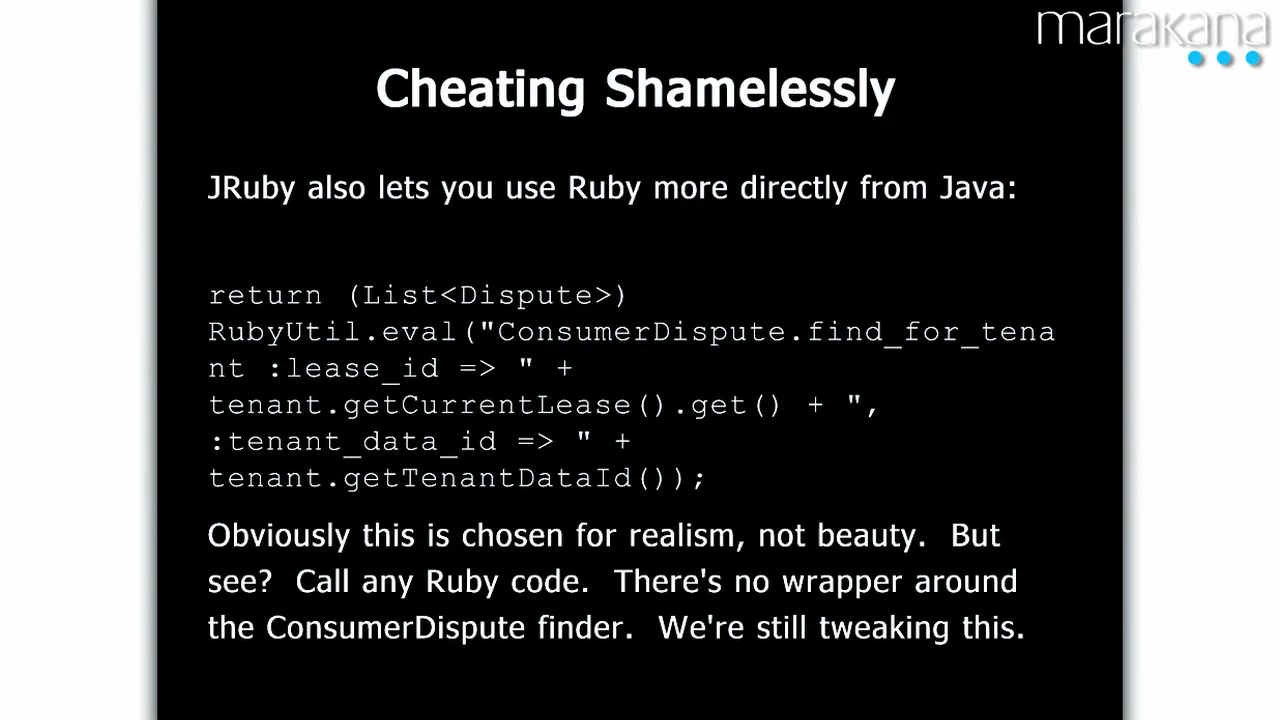 marakana
Cheating Shamelessly
JRuby also lets you use Ruby more directly from Java:
return (List<Dispute>)
RubyUtil.eval("ConsumerDispute.find_for_tena
nt :lease_id => " +
tenant.getCurrentLease().get() + ",
:tenant_data_id => " +
tenant.getTenantDataId());
Obviously this is chosen for realism, not beauty.  But
see?  Call any Ruby code.  There's no wrapper around
the ConsumerDispute finder.  We're still tweaking this.